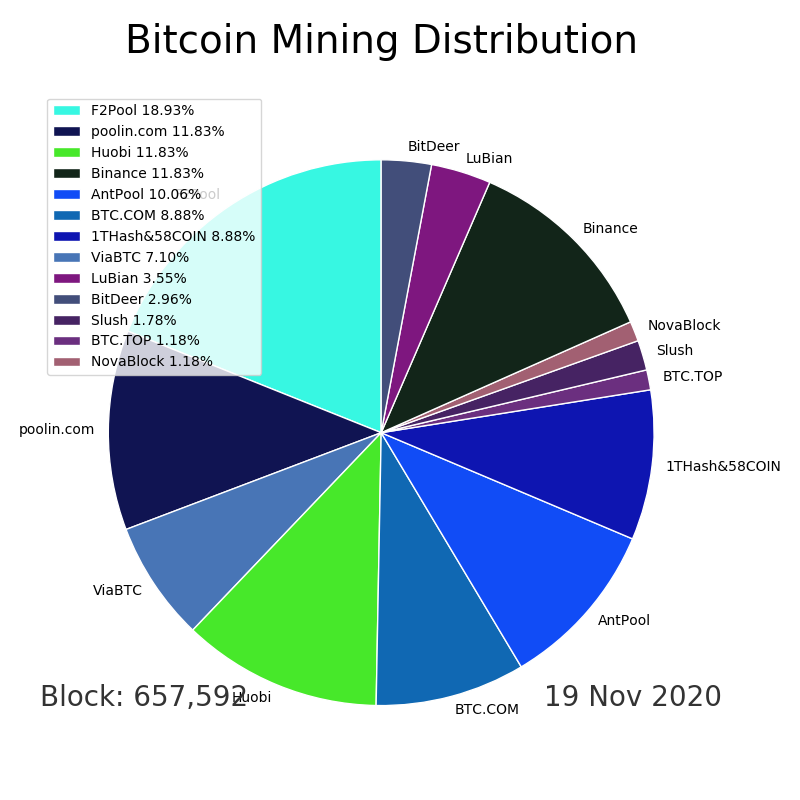 Bitcoin Mining Distribution
F2Pool 18.93%
poolin.com 11.83%
Huobi 11.83%
Binance 11.83%
AntPool 10.06%
BTC.COM 8.88%
1THash&58COIN 8.88%
ViaBTC 7.10%
LuBian 3.55%
BitDeer 2.96%
Slush 1.78%
BTC.TOP 1.18%
NovaBlock 1.18%
BitDeer
LuBian
Binance
NovaBlock
Slush
BTC.TOP
1THash&58COIN
AntPool
BTC.COM
Huobi
ViaBTC
poolin.com
Block: 657,592
19 Nov 2020